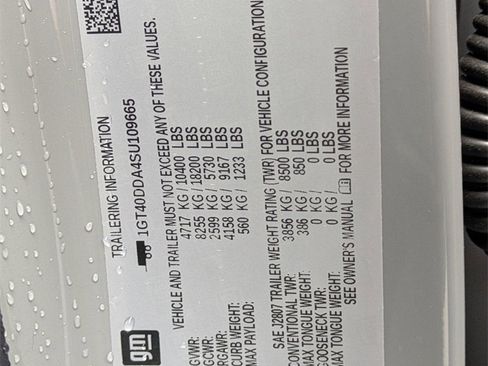 gm
TRAILERING INFORMATION
1GT40DDA4SU109665
VEHICLE AND TRAILER MUST NOT EXCEED ANY OF THESE VALUES.
GVWR: 4717 KG / 10400 LBS
GCWR: 8255 KG / 18200 LBS
RGAWR: 2599 KG / 5730 LBS
CURB WEIGHT: 4158 KG / 9167 LBS
MAX PAYLOAD: 560 KG / 1233 LBS
SAE J2807 TRAILER WEIGHT RATING (TWR) FOR VEHICLE CONFIGURATION
CONVENTIONAL TWR: 3856 KG / 8500 LBS
MAX TONGUE WEIGHT: 386 KG / 850 LBS
GOOSENECK TWR: 0 KG / 0 LBS
MAX TONGUE WEIGHT: 0 KG / 0 LBS
SEE OWNER'S MANUAL FOR MORE INFORMATION